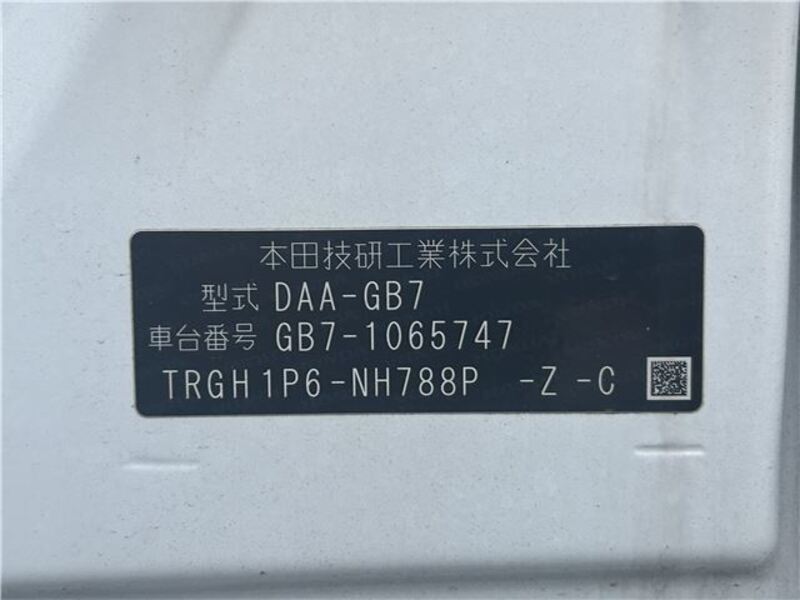 本田技研工業株式会社
型式 DAA-GB7
車台番号 GB7-1065747
TRGH1P6-NH788P -Z-C